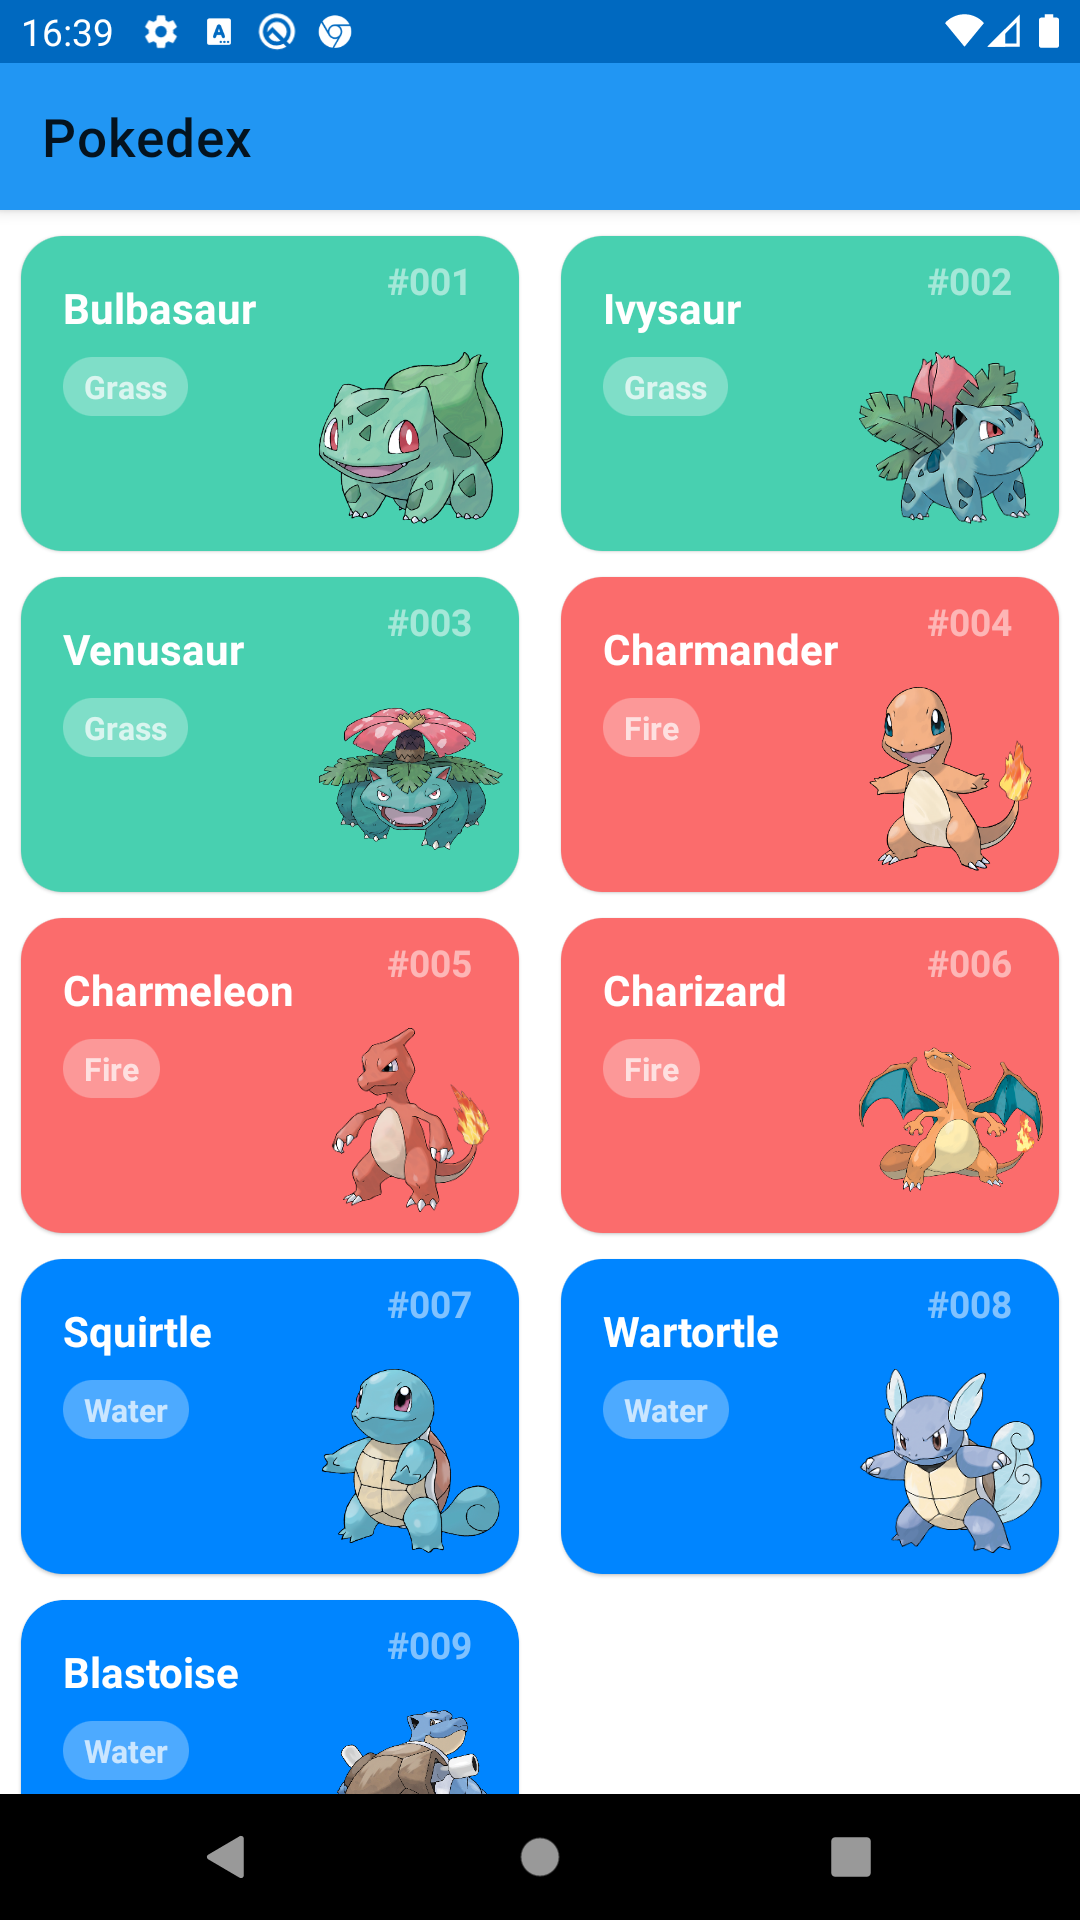 16:39
Pokedex
#001
Bulbasaur
Grass
#002
Ivysaur
Grass
#003
Venusaur
Grass
#004
Charmander
Fire
#005
Charmeleon
Fire
#006
Charizard
Fire
#007
Squirtle
Water
#008
Wartortle
Water
#009
Blastoise
Water